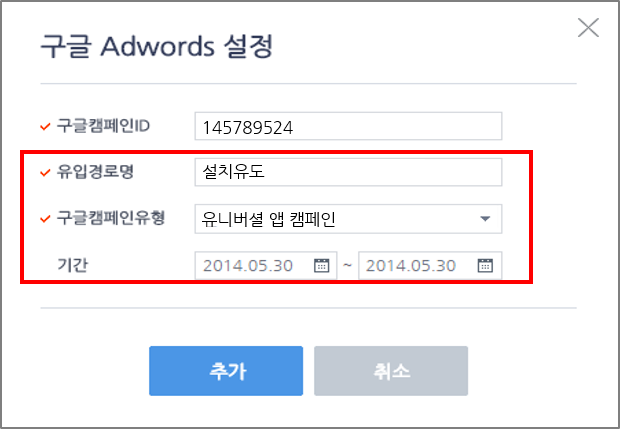 구글 Adwords 설정
구글캠페인ID 145789524
유입경로명 설치유도
구글캠페인유형 유니버셜 앱 캠페인
기간 2014.05.30 ~ 2014.05.30
추가 취소